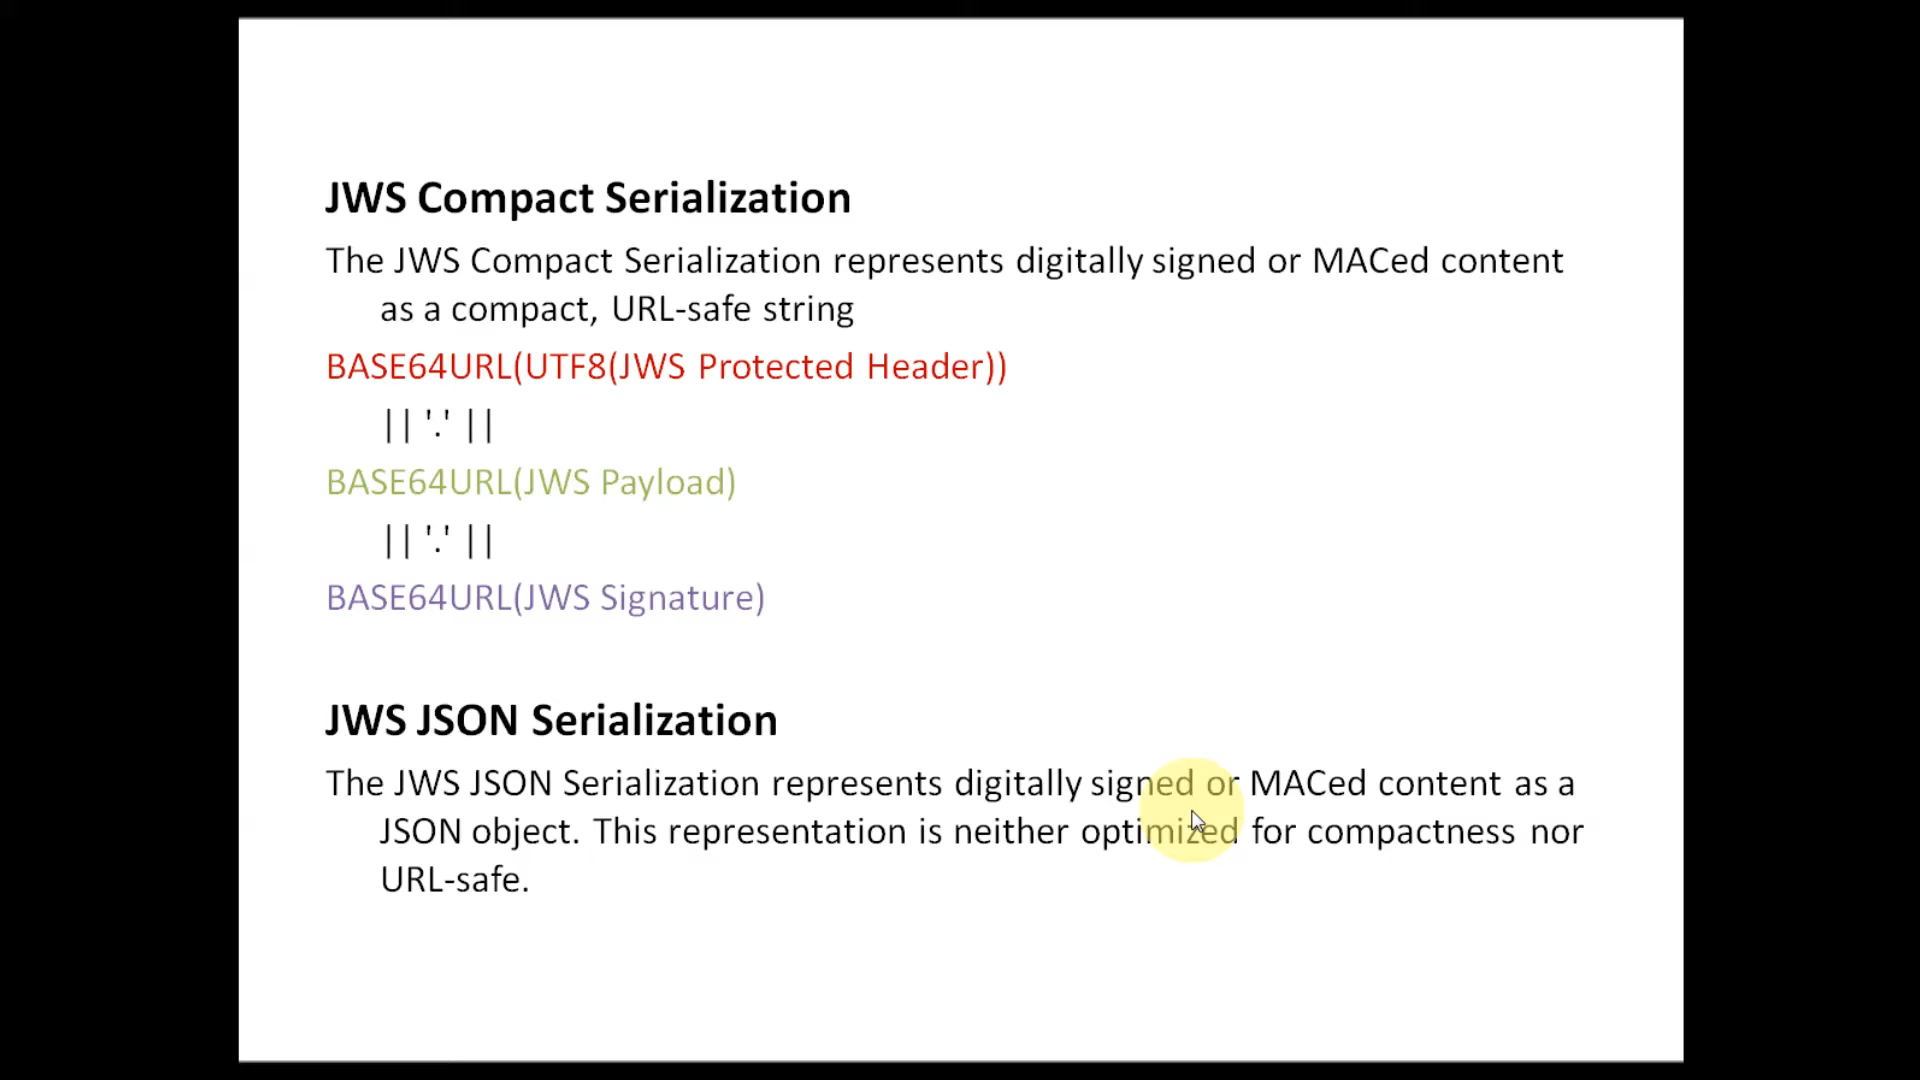 JWS Compact Serialization
The JWS Compact Serialization represents digitally signed or MACed content
as a compact, URL-safe string
BASE64URL(UTF8(JWS Protected Header))
|| '.' ||
BASE64URL(JWS Payload)
|| '.' ||
BASE64URL(JWS Signature)
JWS JSON Serialization
The JWS JSON Serialization represents digitally signed or MACed content as a
JSON object. This representation is neither optimized for compactness nor
URL-safe.